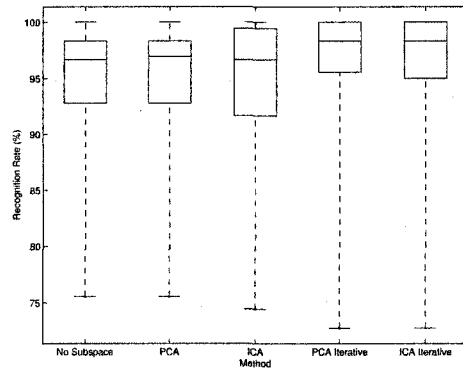 100
95
90
85
80
75
Recognition Rate (%)
No Subspace PCA ICA PCA Iterative ICA Iterative
Method